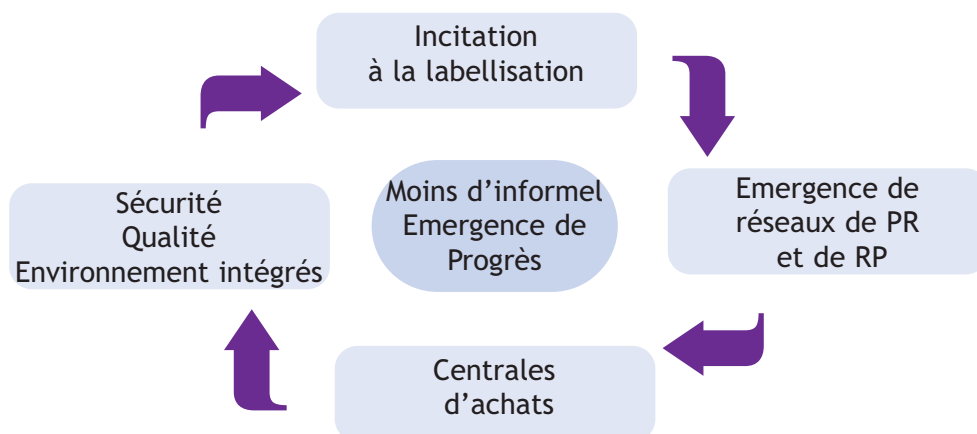 Incitation
à la labellisation
Emergence de
réseaux de PR
et de RP
Centrales
d’achats
Sécurité
Qualité
Environnement intégrés
Moins d’informel
Emergence de
Progrès